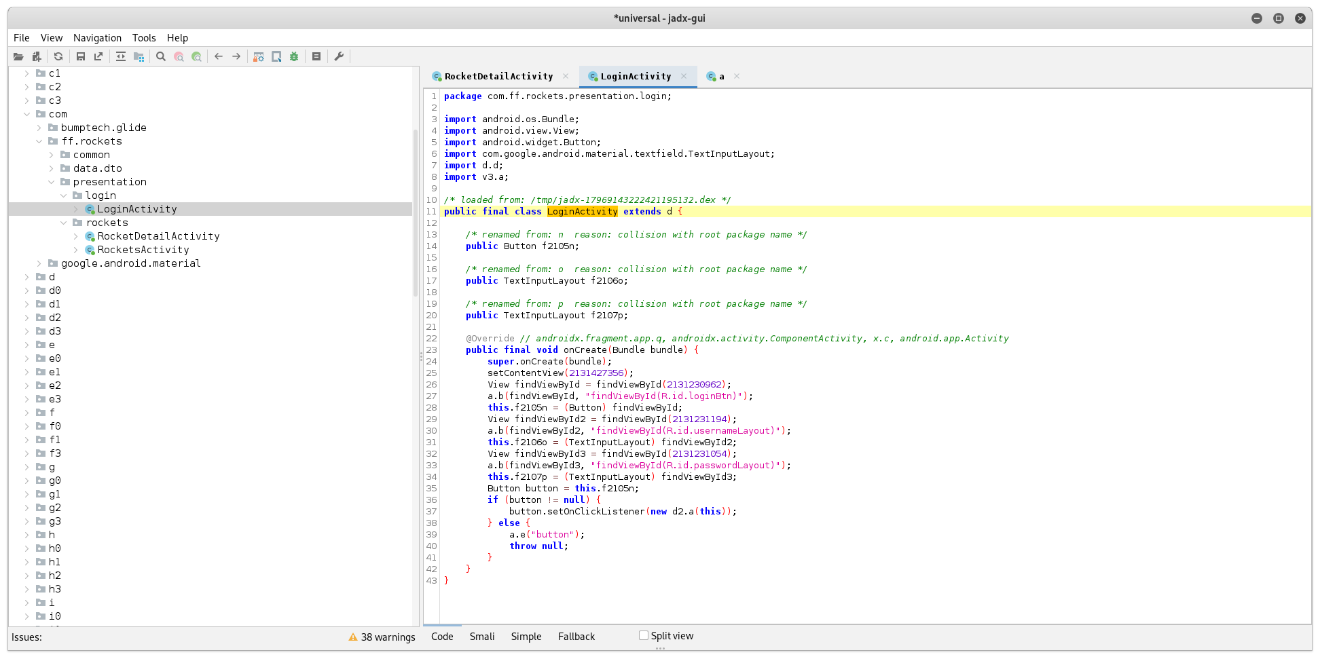 *universal - jadx-gui
File View Navigation Tools Help
c1
c2
c3
com
bumptech.glide
ff.rockets
common
data.dto
presentation
login
LoginActivity
rockets
RocketDetailActivity
RocketsActivity
google.android.material
d
d0
d1
d2
d3
e
e0
e1
e2
e3
f
f0
f1
f3
g
g0
g1
g2
g3
h
h0
h1
h2
h3
i
i0
Issues: 38 warnings
RocketDetailActivity LoginActivity a
1 package com.ff.rockets.presentation.login;
2
3 import android.os.Bundle;
4 import android.view.View;
5 import android.widget.Button;
6 import com.google.android.material.textfield.TextInputLayout;
7 import d.d;
8 import v3.a;
9
10 /* loaded from: /tmp/jadx-17969143222421195132.dex */
11 public final class LoginActivity extends d {
12
13 /* renamed from: n reason: collision with root package name */
14 public Button f2105n;
15
16 /* renamed from: o reason: collision with root package name */
17 public TextInputLayout f2106o;
18
19 /* renamed from: p reason: collision with root package name */
20 public TextInputLayout f2107p;
21
22 @Override // androidx.fragment.app.q, androidx.activity.ComponentActivity, x.c, android.app.Activity
23 public final void onCreate(Bundle bundle) {
24 super.onCreate(bundle);
25 setContentView(2131427356);
26 View findViewById = findViewById(2131230962);
27 a.b(findViewById, "findViewById(R.id.loginBtn)");
28 this.f2105n = (Button) findViewById;
29 View findViewById2 = findViewById(2131231194);
30 a.b(findViewById2, "findViewById(R.id.usernameLayout)");
31 this.f2106o = (TextInputLayout) findViewById2;
32 View findViewById3 = findViewById(2131231054);
33 a.b(findViewById3, "findViewById(R.id.passwordLayout)");
34 this.f2107p = (TextInputLayout) findViewById3;
35 Button button = this.f2105n;
36 if (button != null) {
37 button.setOnClickListener(new d2.a(this));
38 } else {
39 a.e("button");
40 throw null;
41 }
42 }
43 }
Code Smali Simple Fallback Split view